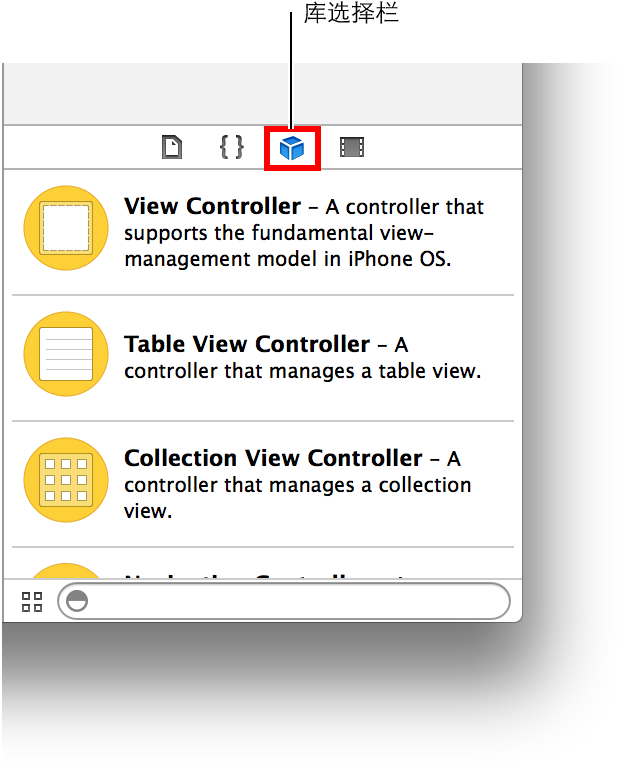 库选择栏
{ }
View Controller – A controller that
supports the fundamental view-
management model in iPhone OS.
Table View Controller – A
controller that manages a table view.
Collection View Controller – A
controller that manages a collection
view.